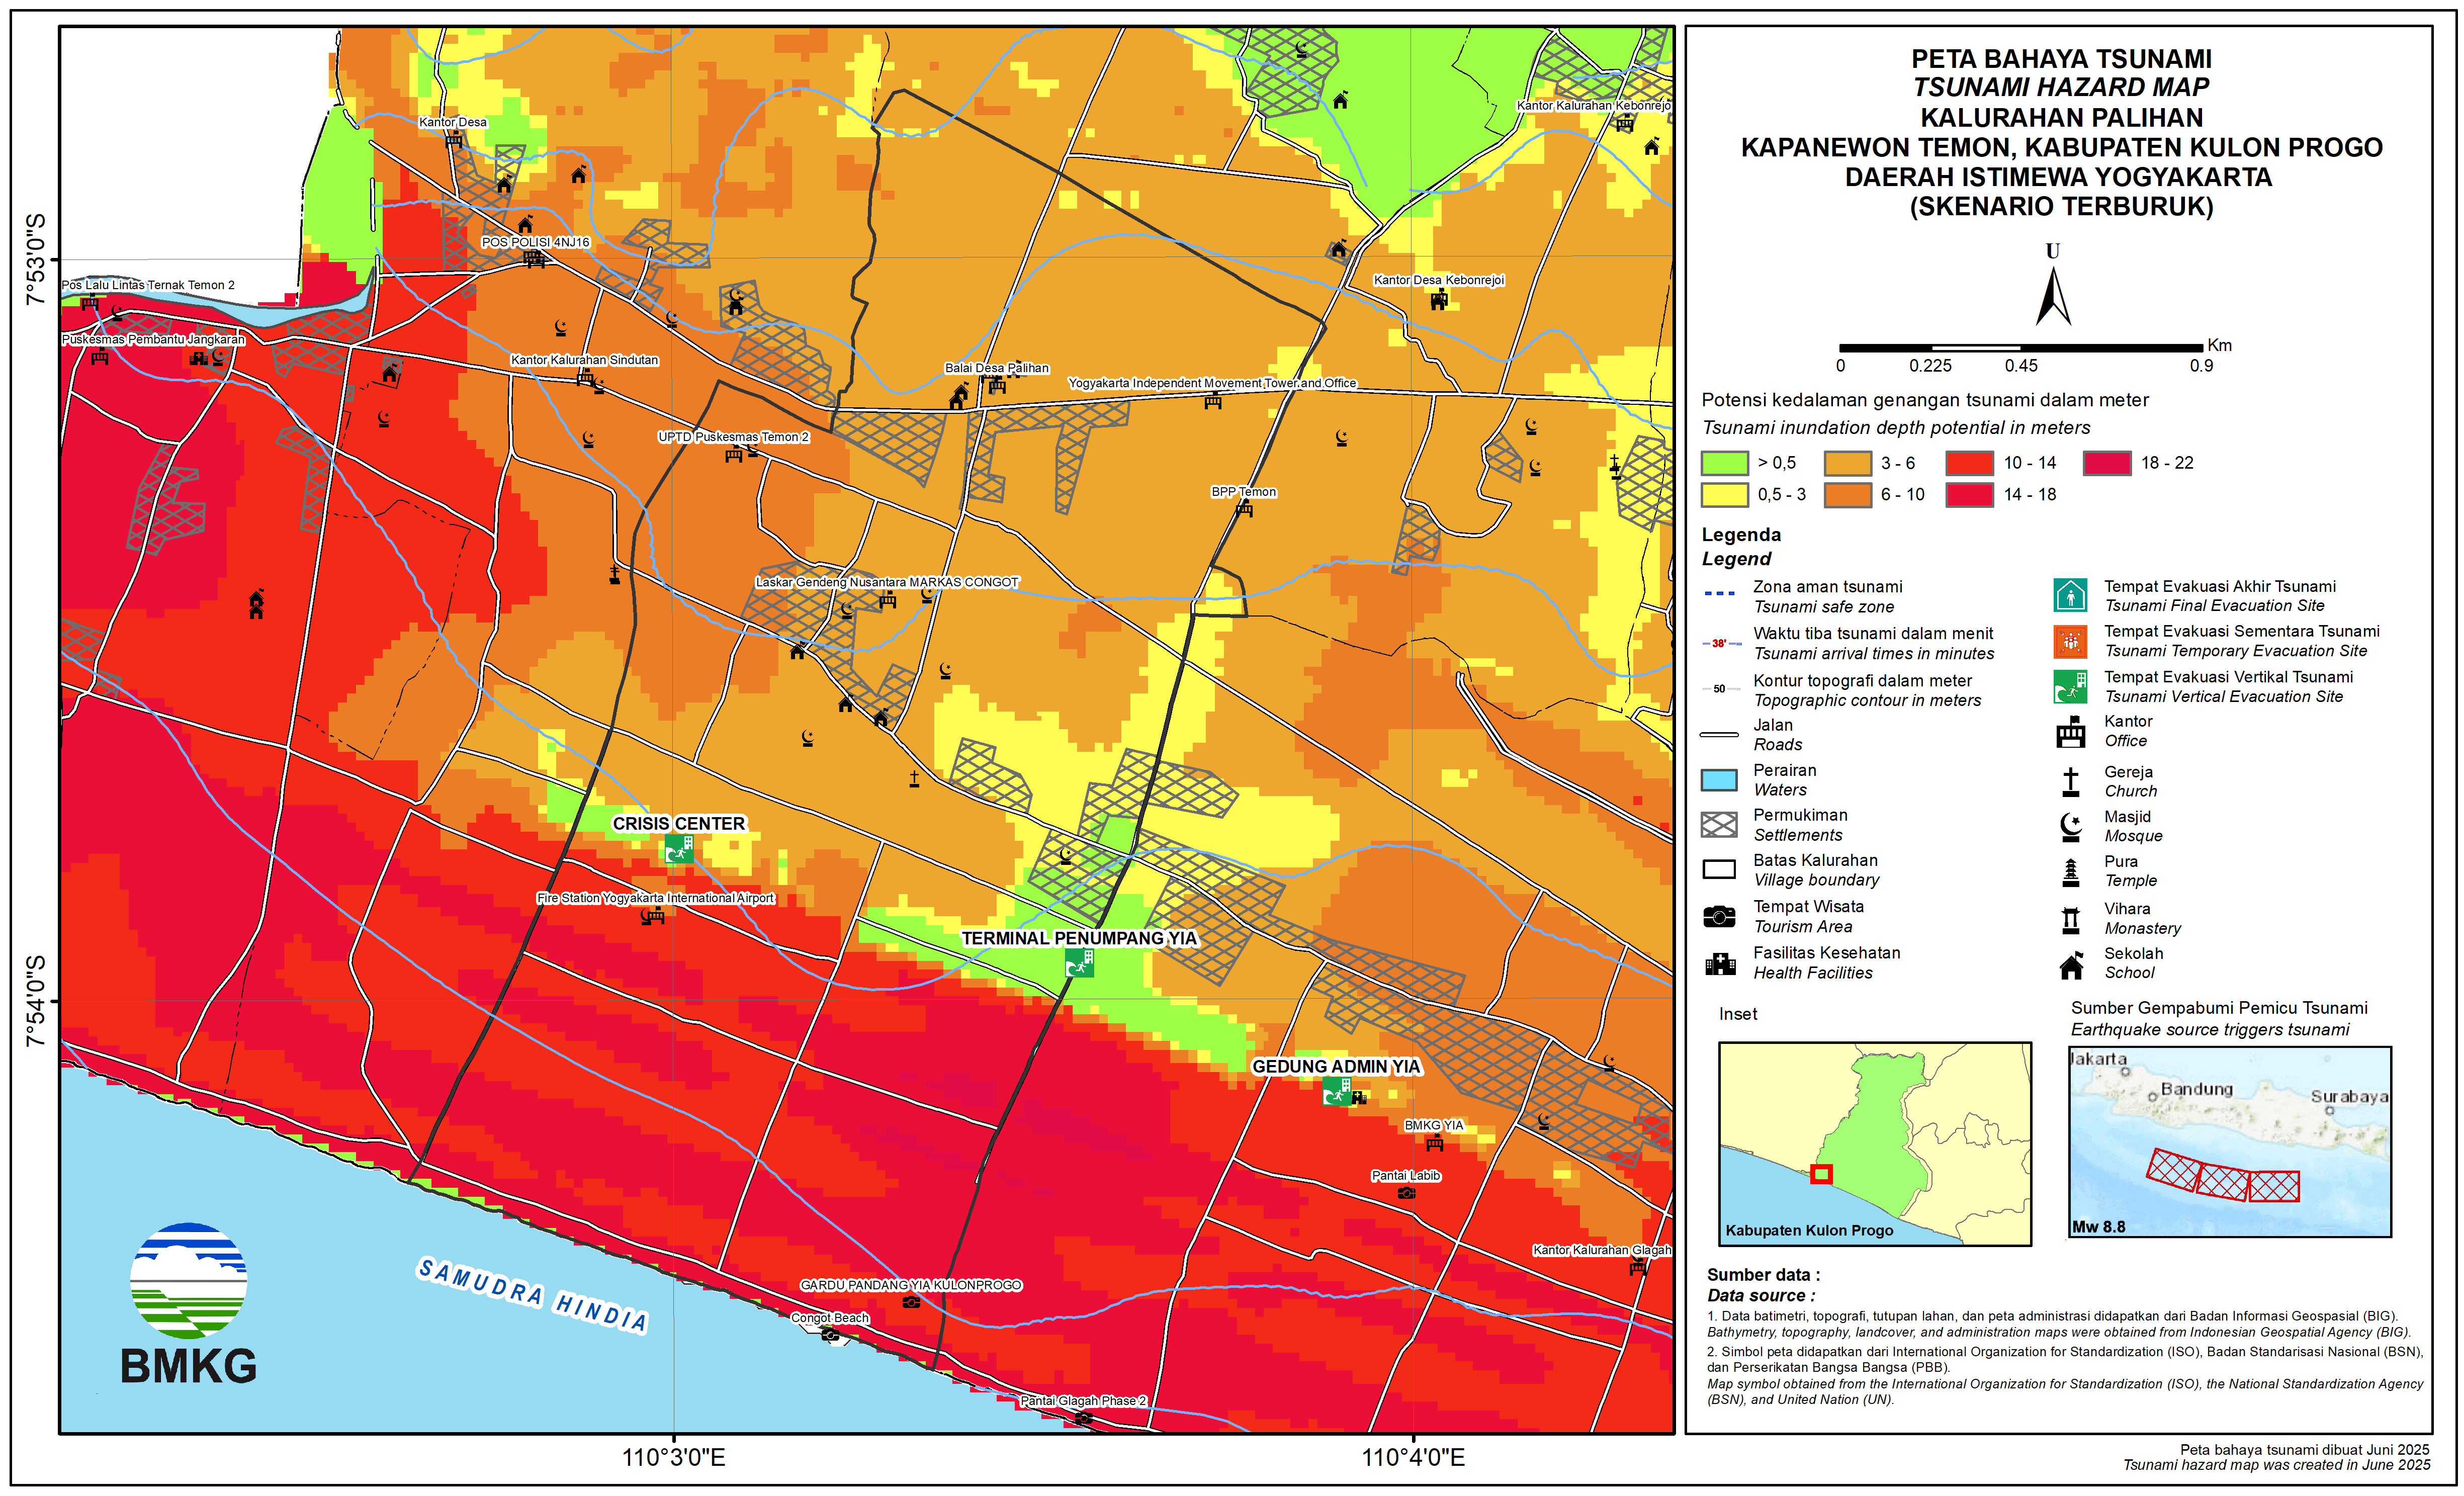 PETA BAHAYA TSUNAMI
TSUNAMI HAZARD MAP
KALURAHAN PALIHAN
KAPANEWON TEMON, KABUPATEN KULON PROGO
DAERAH ISTIMEWA YOGYAKARTA
(SKENARIO TERBURUK)
U
Km
0 0.225 0.45 0.9
Potensi kedalaman genangan tsunami dalam meter
Tsunami inundation depth potential in meters
> 0,5 3 - 6 10 - 14 18 - 22
0,5 - 3 6 - 10 14 - 18
Legenda
Legend
Zona aman tsunami
Tsunami safe zone
38'
Waktu tiba tsunami dalam menit
Tsunami arrival times in minutes
50
Kontur topografi dalam meter
Topographic contour in meters
Jalan
Roads
Perairan
Waters
Permukiman
Settlements
Batas Kalurahan
Village boundary
Tempat Wisata
Tourism Area
Fasilitas Kesehatan
Health Facilities
Tempat Evakuasi Akhir Tsunami
Tsunami Final Evacuation Site
Tempat Evakuasi Sementara Tsunami
Tsunami Temporary Evacuation Site
Tempat Evakuasi Vertikal Tsunami
Tsunami Vertical Evacuation Site
Kantor
Office
Gereja
Church
Masjid
Mosque
Pura
Temple
Vihara
Monastery
Sekolah
School
Inset
Kabupaten Kulon Progo
Sumber Gempabumi Pemicu Tsunami
Earthquake source triggers tsunami
Jakarta
Bandung
Surabaya
Mw 8.8
Sumber data :
Data source :
1. Data batimetri, topografi, tutupan lahan, dan peta administrasi didapatkan dari Badan Informasi Geospasial (BIG).
Bathymetry, topography, landcover, and administration maps were obtained from Indonesian Geospatial Agency (BIG).
2. Simbol peta didapatkan dari International Organization for Standardization (ISO), Badan Standarisasi Nasional (BSN),
dan Perserikatan Bangsa Bangsa (PBB).
Map symbol obtained from the International Organization for Standardization (ISO), the National Standardization Agency
(BSN), and United Nation (UN).
Peta bahaya tsunami dibuat Juni 2025
Tsunami hazard map was created in June 2025
Kantor Desa
Kantor Kalurahan Kebonrejo
POS POLISI 4NJ16
Pos Lalu Lintas Ternak Temon 2
Kantor Desa Kebonrejoi
Puskesmas Pembantu Jangkaran
Kantor Kalurahan Sindutan
Balai Desa Palihan
Yogyakarta Independent Movement Tower and Office
UPTD Puskesmas Temon 2
BPP Temon
Laskar Gendeng Nusantara MARKAS CONGOT
CRISIS CENTER
Fire Station Yogyakarta International Airport
TERMINAL PENUMPANG YIA
GEDUNG ADMIN YIA
BMKG YIA
Pantai Labib
Kantor Kalurahan Glagah
GARDU PANDANG YIA KULONPROGO
Congot Beach
Pantai Glagah Phase 2
SAMUDRA HINDIA
BMKG
7°53'0"S
7°54'0"S
110°3'0"E
110°4'0"E